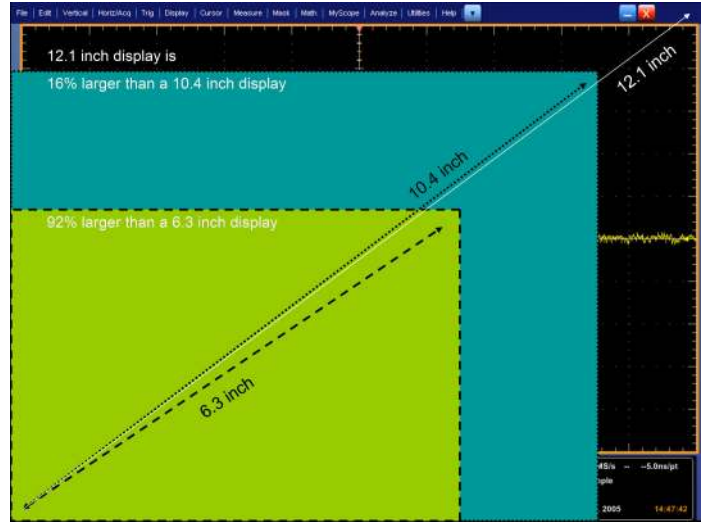 File | Edit | Vertical | Horiz/Acq | Trig | Display | Cursor | Measure | Mask | Math | MyScope | Analyze | Utilities | Help
12.1 inch display is
16% larger than a 10.4 inch display
12.1 inch
10.4 inch
92% larger than a 6.3 inch display
6.3 inch
MS/s -- --5.0ns/pt
ple
2005 14:47:42